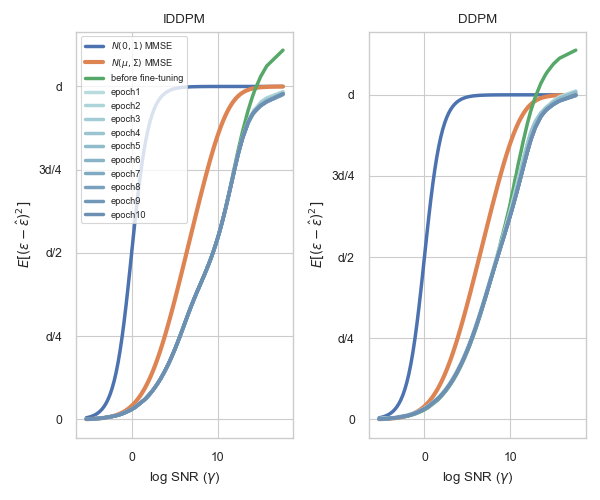 IDDPM
N(0, 1) MMSE
N(μ, Σ) MMSE
before fine-tuning
epoch1
epoch2
epoch3
epoch4
epoch5
epoch6
epoch7
epoch8
epoch9
epoch10
d
3d/4
d/2
d/4
0
E[(ε − ε̂)²]
0
10
log SNR (γ)
DDPM
d
3d/4
d/2
d/4
0
E[(ε − ε̂)²]
0
10
log SNR (γ)